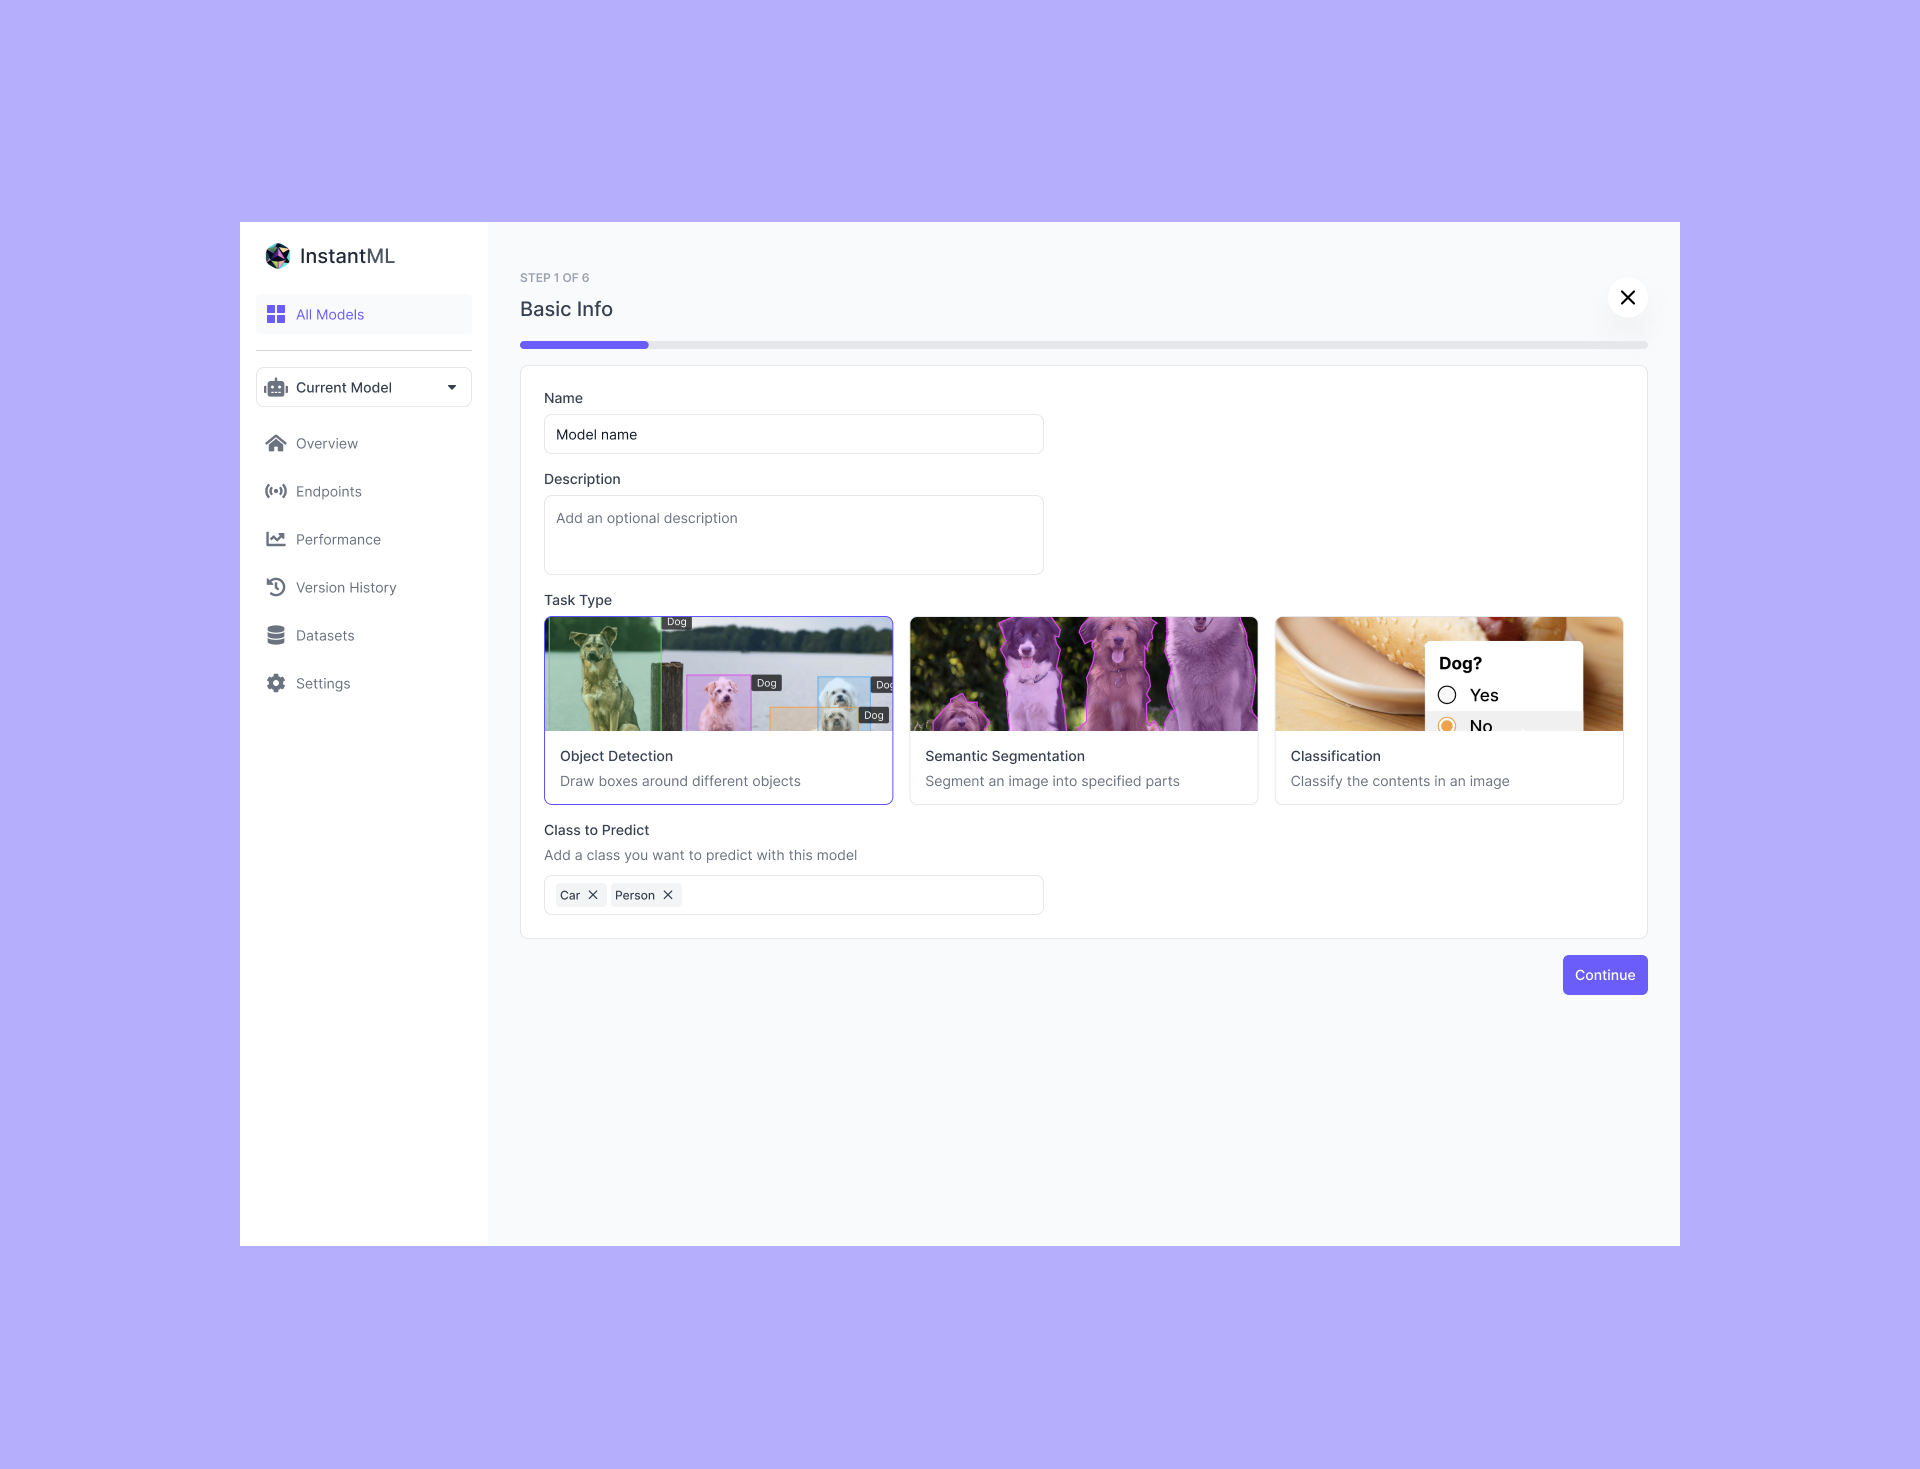 InstantML
All Models
Current Model
Overview
Endpoints
Performance
Version History
Datasets
Settings
STEP 1 OF 6
Basic Info
Name
Model name
Description
Add an optional description
Task Type
Dog
Dog
Dog
Dog
Object Detection
Draw boxes around different objects
Semantic Segmentation
Segment an image into specified parts
Dog?
Yes
No
Classification
Classify the contents in an image
Class to Predict
Add a class you want to predict with this model
Car Person
Continue